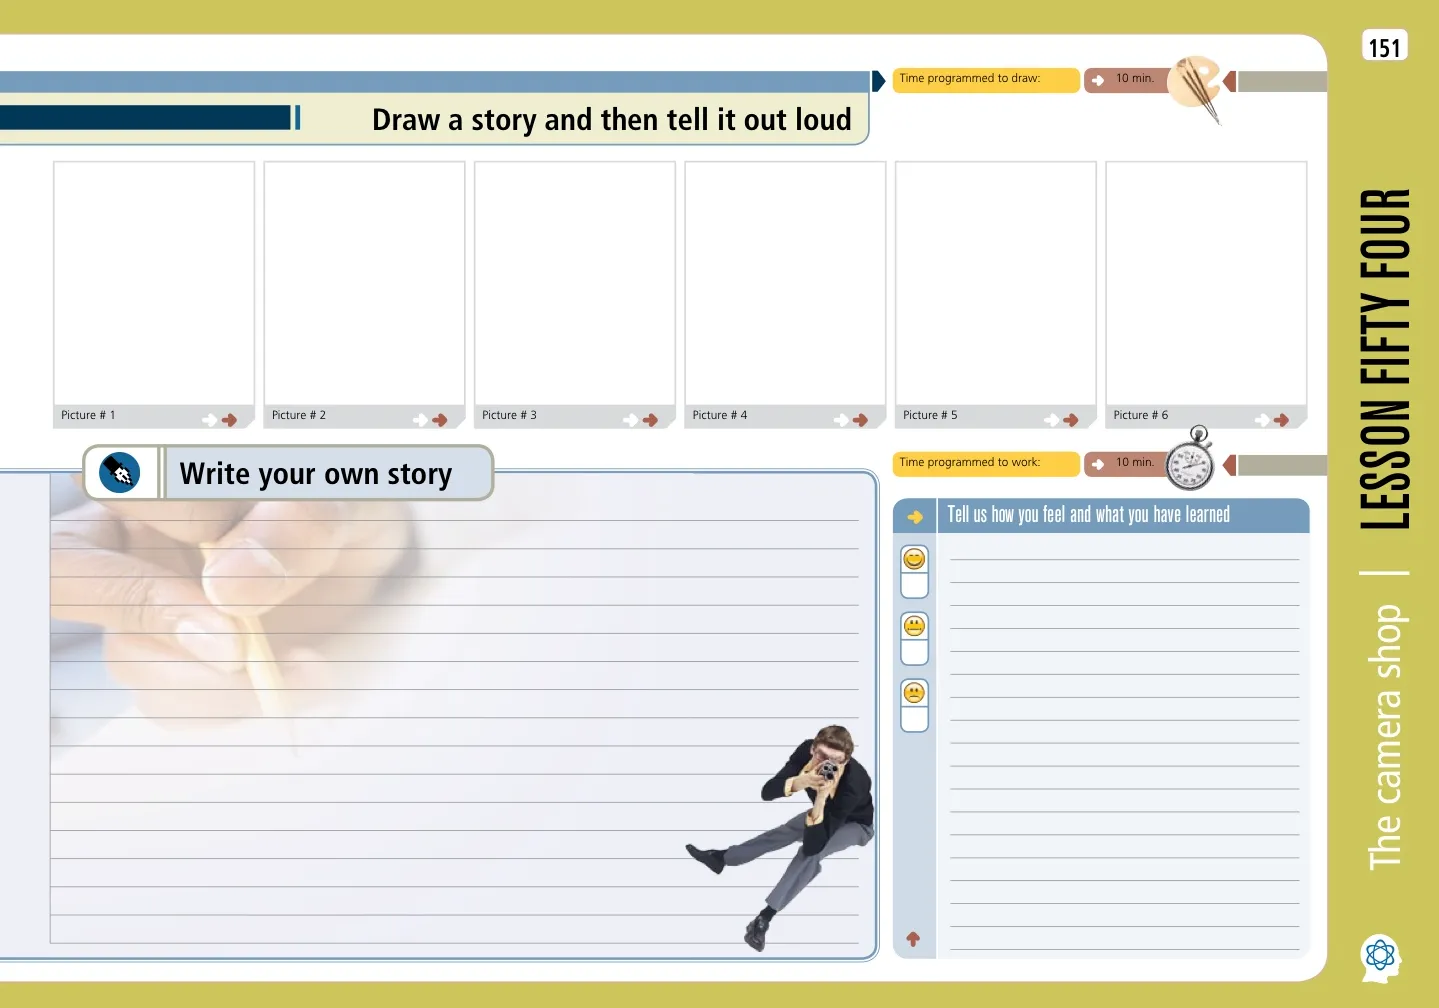 151
Time programmed to draw:
10 min.
Draw a story and then tell it out loud
Picture # 1
Picture # 2
Picture # 3
Picture # 4
Picture # 5
Picture # 6
Write your own story
Time programmed to work:
10 min.
Tell us how you feel and what you have learned
The camera shop | LESSON FIFTY FOUR